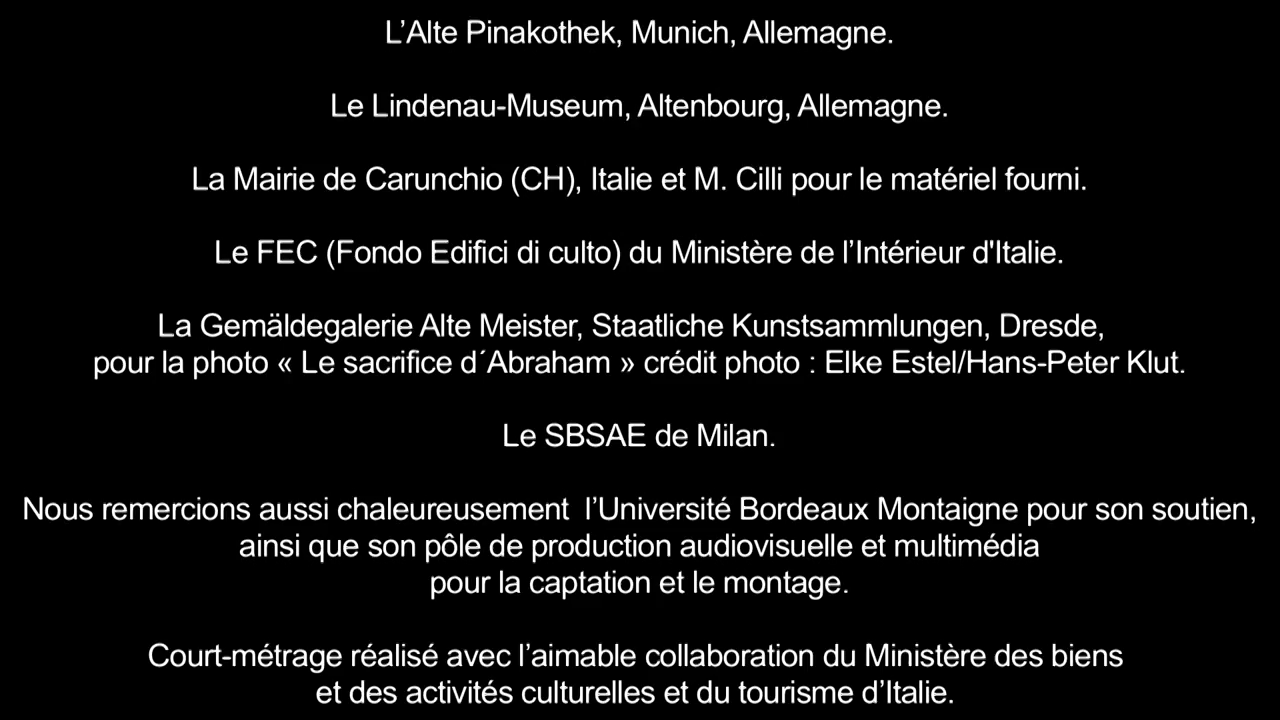 L’Alte Pinakothek, Munich, Allemagne.
Le Lindenau-Museum, Altenbourg, Allemagne.
La Mairie de Carunchio (CH), Italie et M. Cilli pour le matériel fourni.
Le FEC (Fondo Edifici di culto) du Ministère de l’Intérieur d'Italie.
La Gemäldegalerie Alte Meister, Staatliche Kunstsammlungen, Dresde,
pour la photo « Le sacrifice d´Abraham » crédit photo : Elke Estel/Hans-Peter Klut.
Le SBSAE de Milan.
Nous remercions aussi chaleureusement  l’Université Bordeaux Montaigne pour son soutien,
ainsi que son pôle de production audiovisuelle et multimédia
pour la captation et le montage.
Court-métrage réalisé avec l’aimable collaboration du Ministère des biens
et des activités culturelles et du tourisme d’Italie.